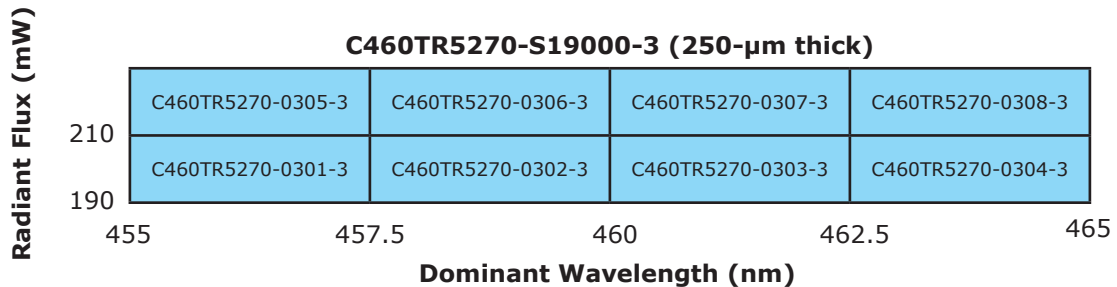 C460TR5270-S19000-3 (250-µm thick)
Radiant Flux (mW)
C460TR5270-0305-3 C460TR5270-0306-3 C460TR5270-0307-3 C460TR5270-0308-3
210
C460TR5270-0301-3 C460TR5270-0302-3 C460TR5270-0303-3 C460TR5270-0304-3
190
455 457.5 460 462.5 465
Dominant Wavelength (nm)